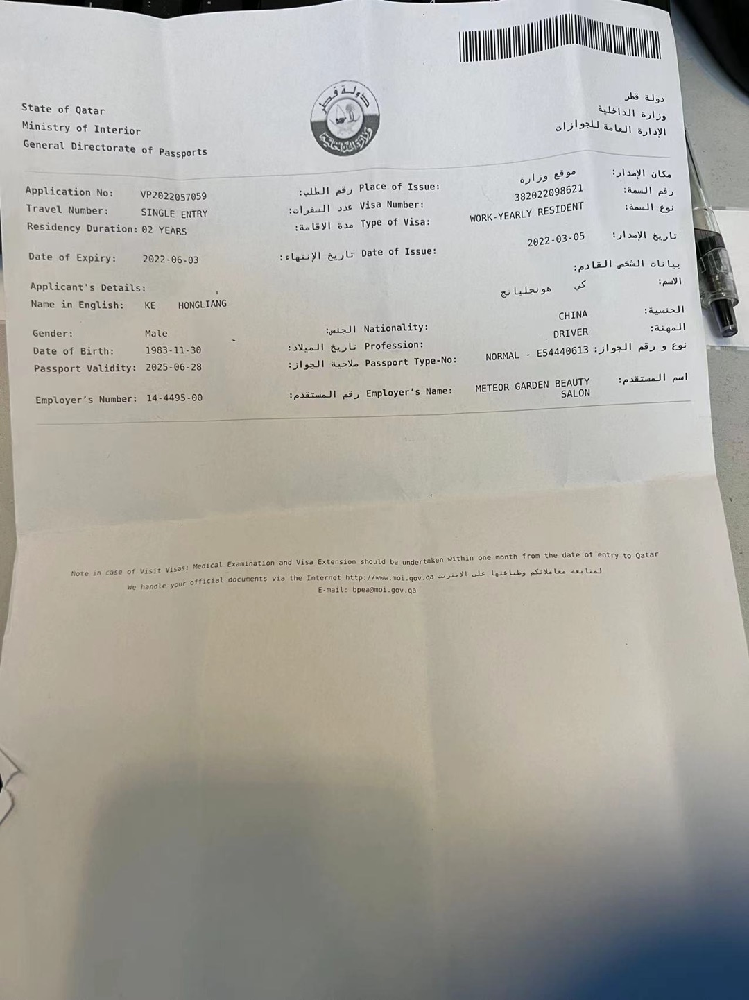 State of Qatar
Ministry of Interior
General Directorate of Passports
دولة قطر
وزارة الداخلية
دولة قطر
وزارة الداخلية
الإدارة العامة للجوازات
Application No: VP2022057059 رقم الطلب: Place of Issue: موقع وزارة مكان الإصدار:
Travel Number: SINGLE ENTRY عدد السفرات: Visa Number: 382022098621 رقم السمة:
Residency Duration: 02 YEARS مدة الاقامة: Type of Visa: WORK-YEARLY RESIDENT نوع السمة:
Date of Expiry: 2022-06-03 تاريخ الإنتهاء: Date of Issue: 2022-03-05 تاريخ الإصدار:
Applicant's Details: بيانات الشخص القادم:
Name in English: KE HONGLIANG كي هونجليانج الاسم:
Gender: Male الجنس: Nationality: CHINA الجنسية:
Date of Birth: 1983-11-30 تاريخ الميلاد: Profession: DRIVER المهنة:
Passport Validity: 2025-06-28 صلاحية الجواز: Passport Type-No: NORMAL - E54440613 نوع و رقم الجواز:
Employer's Number: 14-4495-00 رقم المستقدم: Employer's Name: METEOR GARDEN BEAUTY اسم المستقدم:
SALON
Note in case of Visit Visas: Medical Examination and Visa Extension should be undertaken within one month from the date of entry to Qatar
We handle your official documents via the Internet http://www.moi.gov.qa لمتابعة معاملاتكم وطباعتها على الانترنت
E-mail: bpea@moi.gov.qa